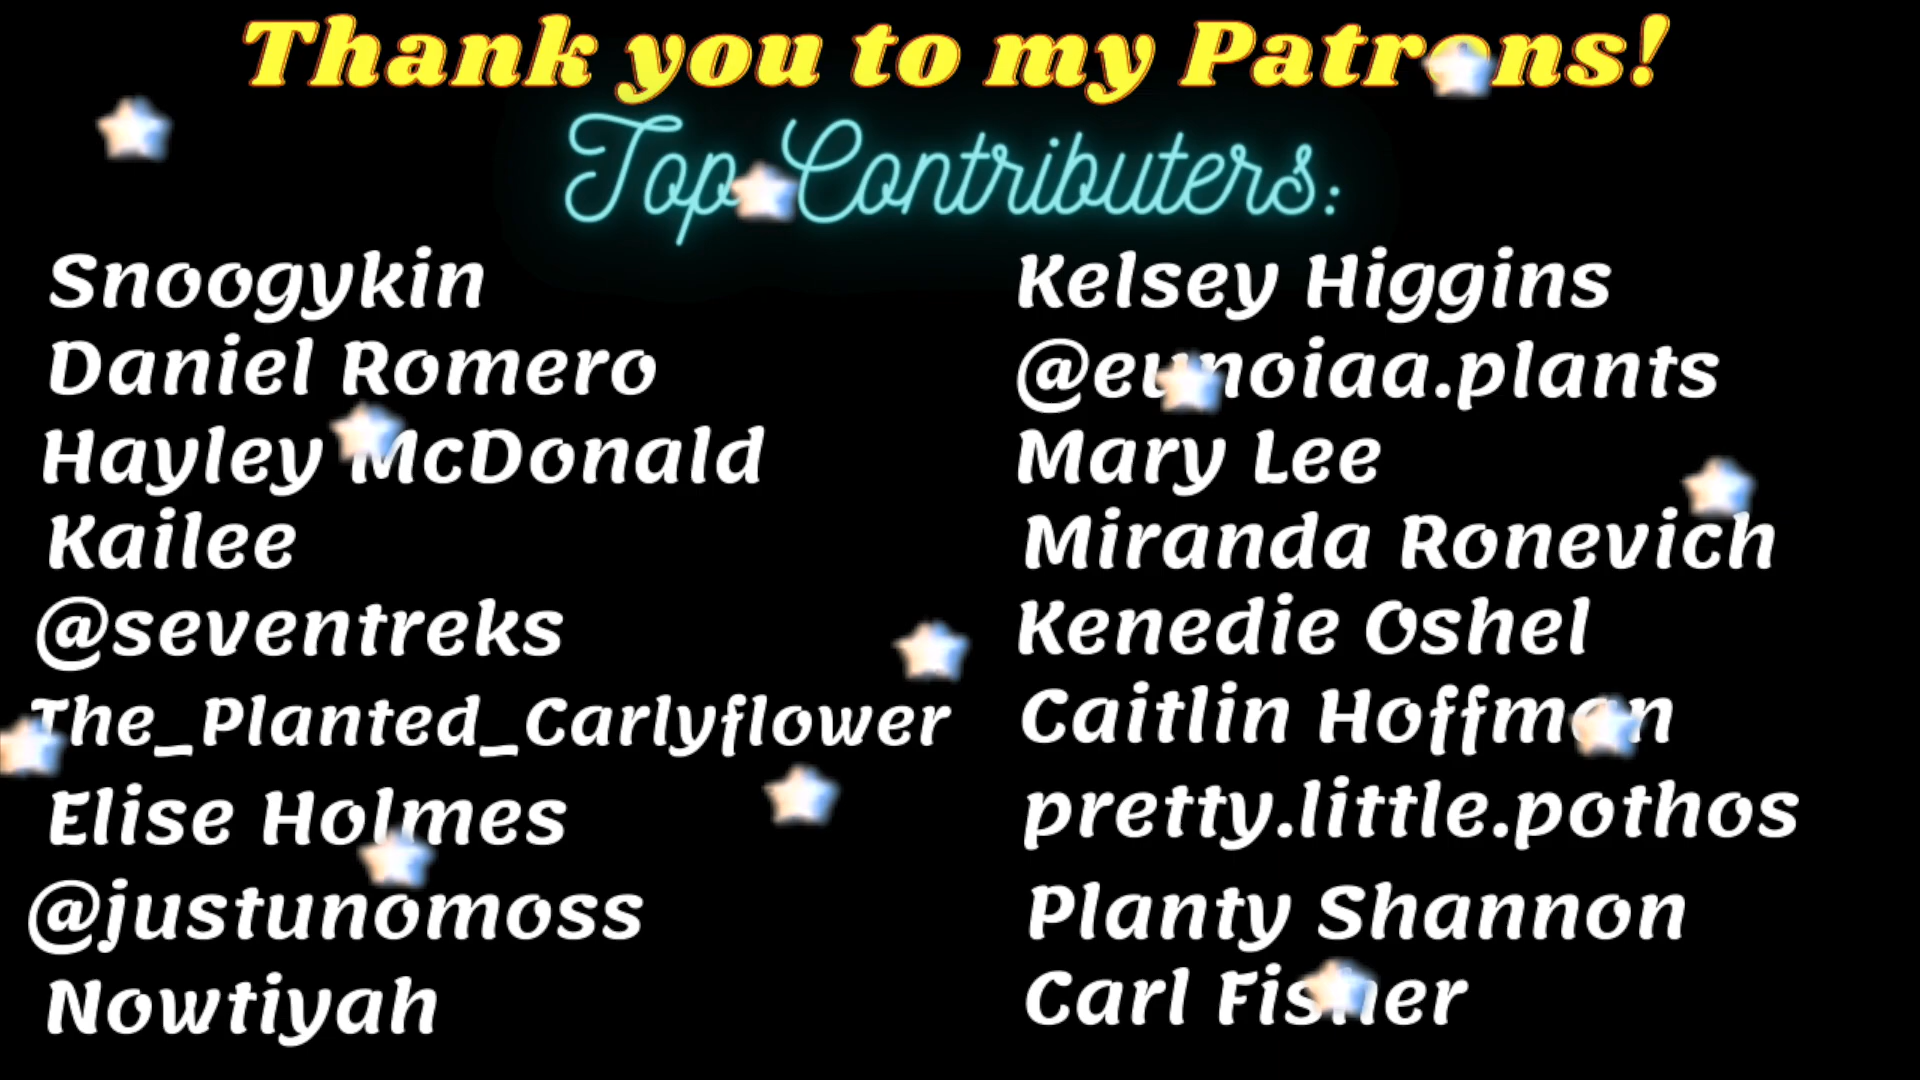 Thank you to my Patrons!
Top Contributers:
Snoogykin
Daniel Romero
Hayley McDonald
Kailee
@seventreks
The_Planted_Carlyflower
Elise Holmes
@justunomoss
Nowtiyah
Kelsey Higgins
@eunoiaa.plants
Mary Lee
Miranda Ronevich
Kenedie Oshel
Caitlin Hoffman
pretty.little.pothos
Planty Shannon
Carl Fisher